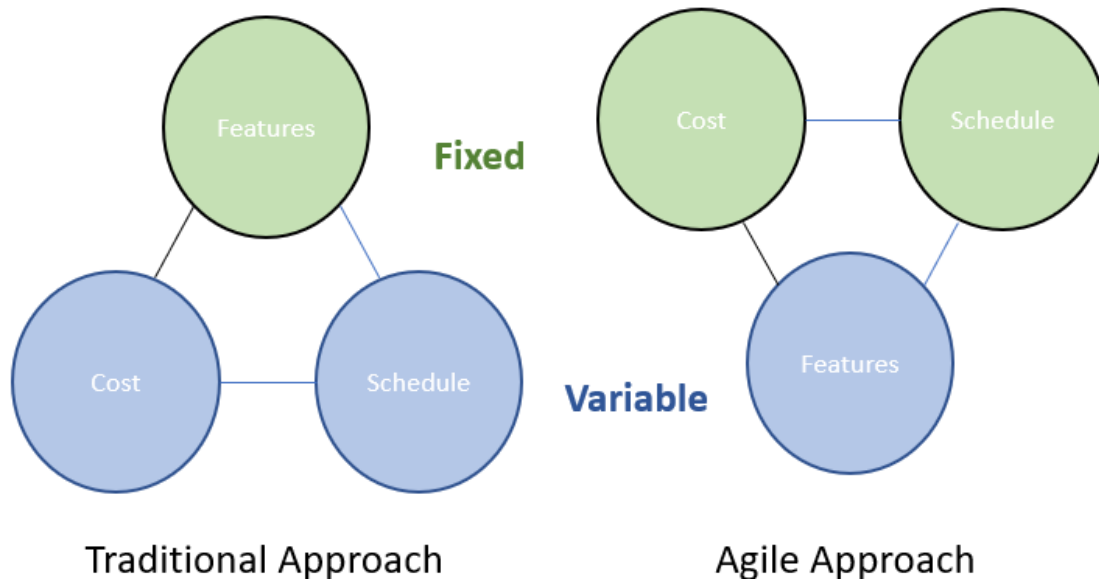 Features
Cost
Schedule
Fixed
Cost
Schedule
Features
Variable
Traditional Approach
Agile Approach